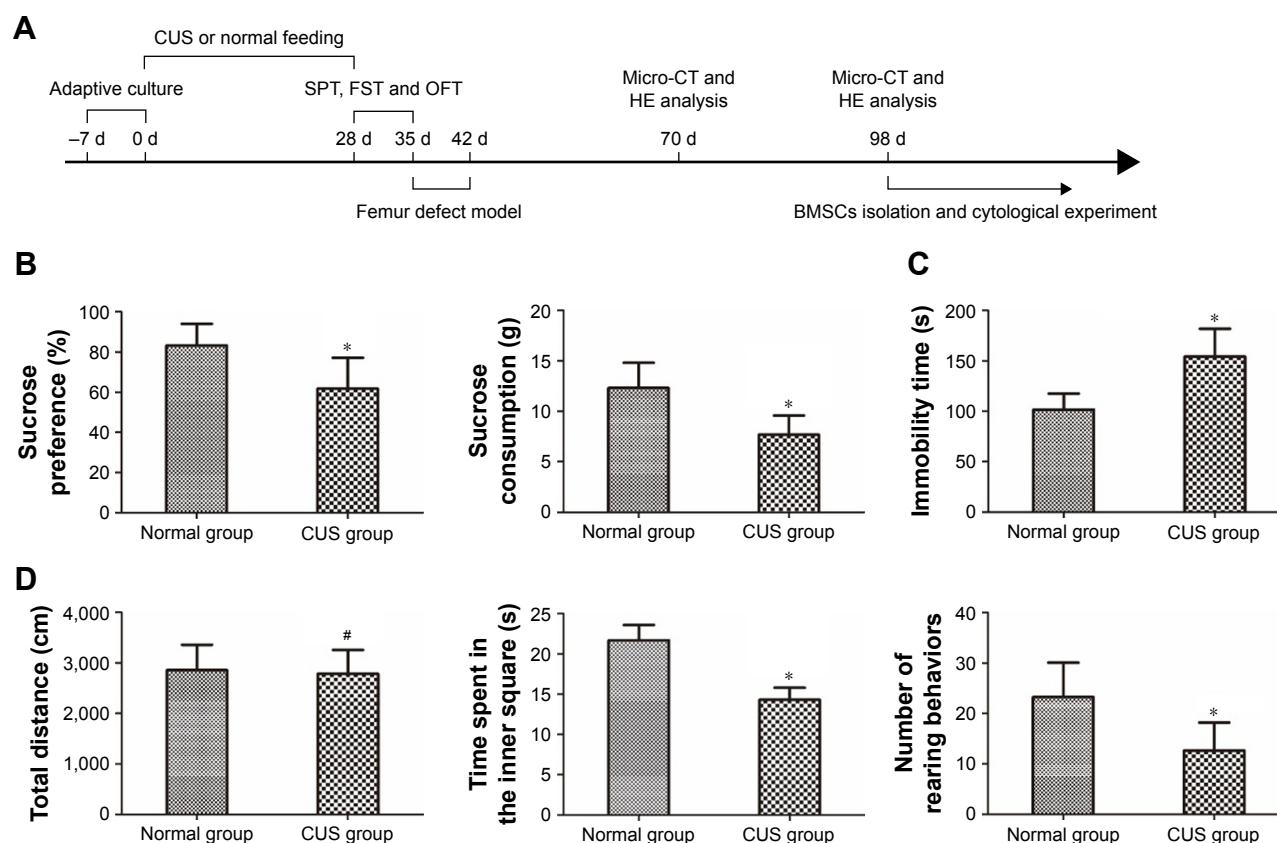 A
CUS or normal feeding
Adaptive culture
SPT, FST and OFT
Micro-CT and
HE analysis
Micro-CT and
HE analysis
–7 d
0 d
28 d
35 d
42 d
70 d
98 d
Femur defect model
BMSCs isolation and cytological experiment
B
Sucrose
preference (%)
100
80
60
40
20
0
*
Normal group
CUS group
Sucrose
consumption (g)
20
15
10
5
0
*
Normal group
CUS group
C
Immobility time (s)
200
150
100
50
0
*
Normal group
CUS group
D
Total distance (cm)
4,000
3,000
2,000
1,000
0
#
Normal group
CUS group
Time spent in
the inner square (s)
25
20
15
10
5
0
*
Normal group
CUS group
Number of
rearing behaviors
40
30
20
10
0
*
Normal group
CUS group